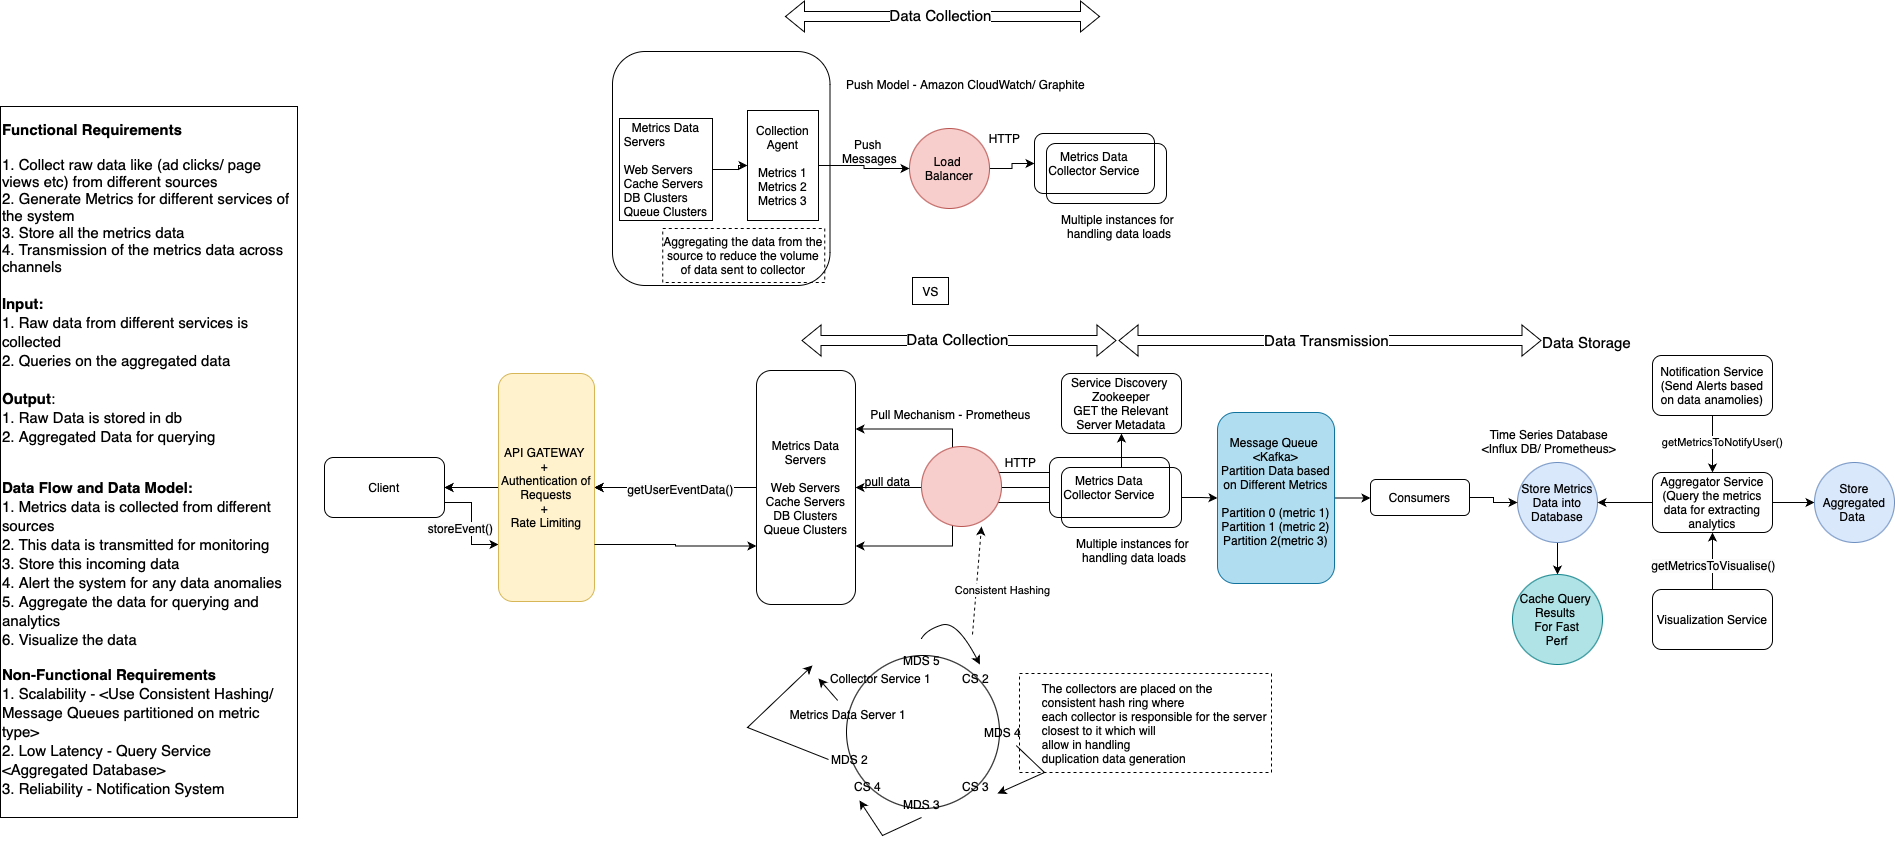 Data Collection
Push Model - Amazon CloudWatch/ Graphite
Metrics Data
Servers
Web Servers
Cache Servers
DB Clusters
Queue Clusters
Collection
Agent
Metrics 1
Metrics 2
Metrics 3
Aggregating the data from the
source to reduce the volume
of data sent to collector
Push
Messages
Load
Balancer
HTTP
Metrics Data
Collector Service
Multiple instances for
handling data loads
VS
Functional Requirements
1. Collect raw data like (ad clicks/ page
views etc) from different sources
2. Generate Metrics for different services of
the system
3. Store all the metrics data
4. Transmission of the metrics data across
channels
Input:
1. Raw data from different services is
collected
2. Queries on the aggregated data
Output:
1. Raw Data is stored in db
2. Aggregated Data for querying
Data Flow and Data Model:
1. Metrics data is collected from different
sources
2. This data is transmitted for monitoring
3. Store this incoming data
4. Alert the system for any data anomalies
5. Aggregate the data for querying and
analytics
6. Visualize the data
Non-Functional Requirements
1. Scalability - <Use Consistent Hashing/
Message Queues partitioned on metric
type>
2. Low Latency - Query Service
<Aggregated Database>
3. Reliability - Notification System
Data Collection
Data Transmission
Data Storage
Client
storeEvent()
API GATEWAY
+
Authentication of
Requests
+
Rate Limiting
getUserEventData()
Metrics Data
Servers
Web Servers
Cache Servers
DB Clusters
Queue Clusters
Pull Mechanism - Prometheus
pull data
HTTP
Service Discovery
Zookeeper
GET the Relevant
Server Metadata
Metrics Data
Collector Service
Multiple instances for
handling data loads
Message Queue
<Kafka>
Partition Data based
on Different Metrics
Partition 0 (metric 1)
Partition 1 (metric 2)
Partition 2(metric 3)
Consumers
Time Series Database
<Influx DB/ Prometheus>
Store Metrics
Data into
Database
Cache Query
Results
For Fast
Perf
Notification Service
(Send Alerts based
on data anamolies)
getMetricsToNotifyUser()
Aggregator Service
(Query the metrics
data for extracting
analytics
getMetricsToVisualise()
Visualization Service
Store
Aggregated
Data
Consistent Hashing
MDS 5
Collector Service 1
CS 2
Metrics Data Server 1
MDS 4
MDS 2
CS 4
CS 3
MDS 3
The collectors are placed on the
consistent hash ring where
each collector is responsible for the server
closest to it which will
allow in handling
duplication data generation